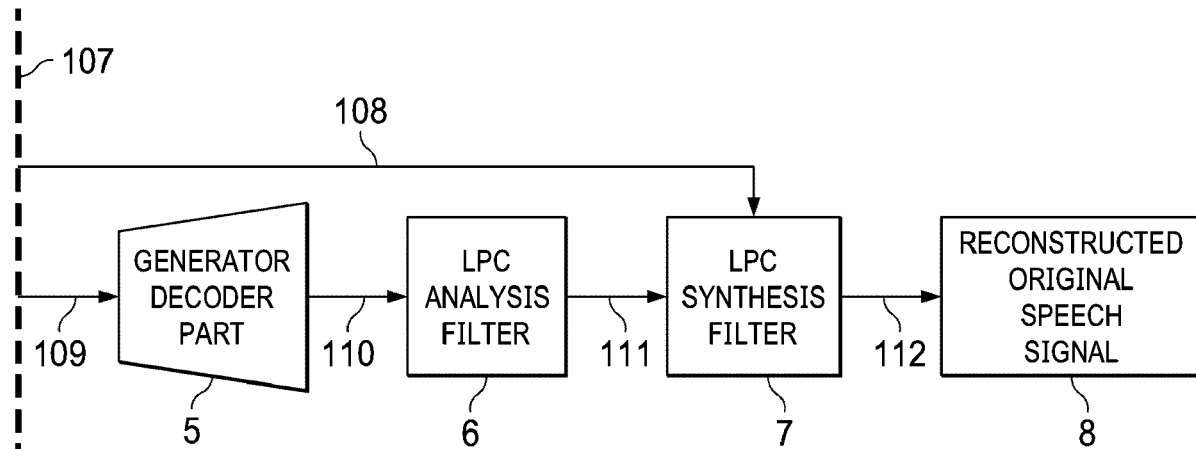 107
108
GENERATOR
DECODER
PART
LPC
ANALYSIS
FILTER
LPC
SYNTHESIS
FILTER
RECONSTRUCTED
ORIGINAL
SPEECH
SIGNAL
109
110
111
112
5
6
7
8